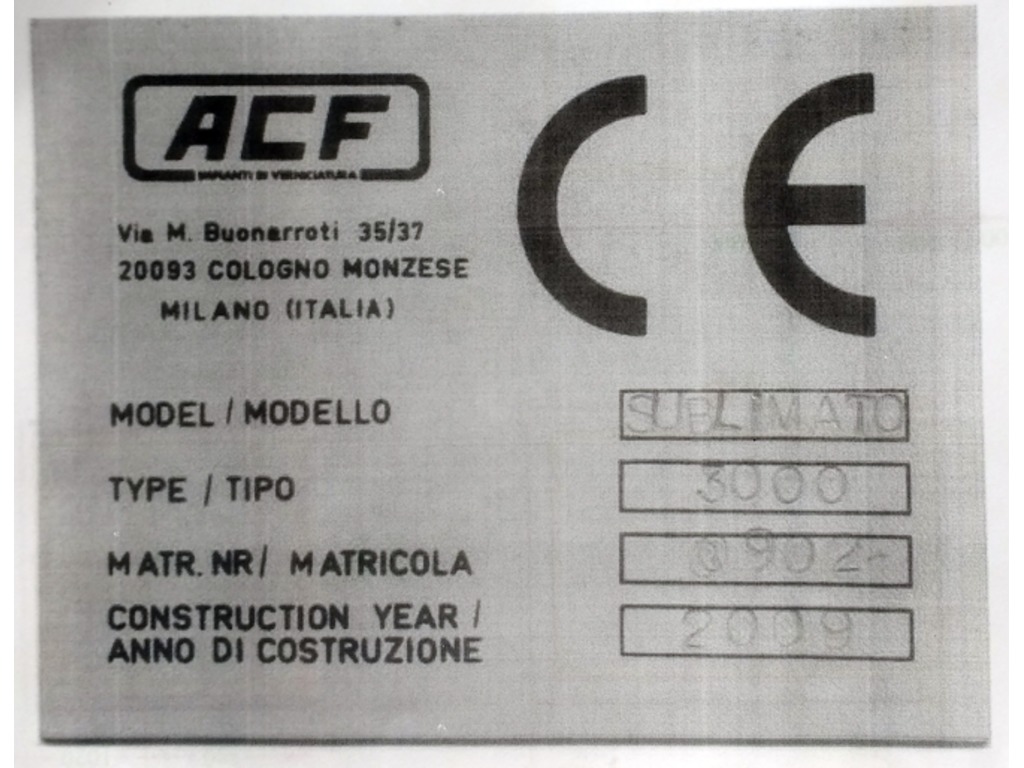 ACF
IMPIANTI DI VERNICIATURA
Via M. Buonarroti 35/37
20093 COLOGNO MONZESE
MILANO (ITALIA)
CE
MODEL / MODELLO SUBLIMATO
TYPE / TIPO 3000
MATR. NR / MATRICOLA
CONSTRUCTION YEAR /
ANNO DI COSTRUZIONE 2009